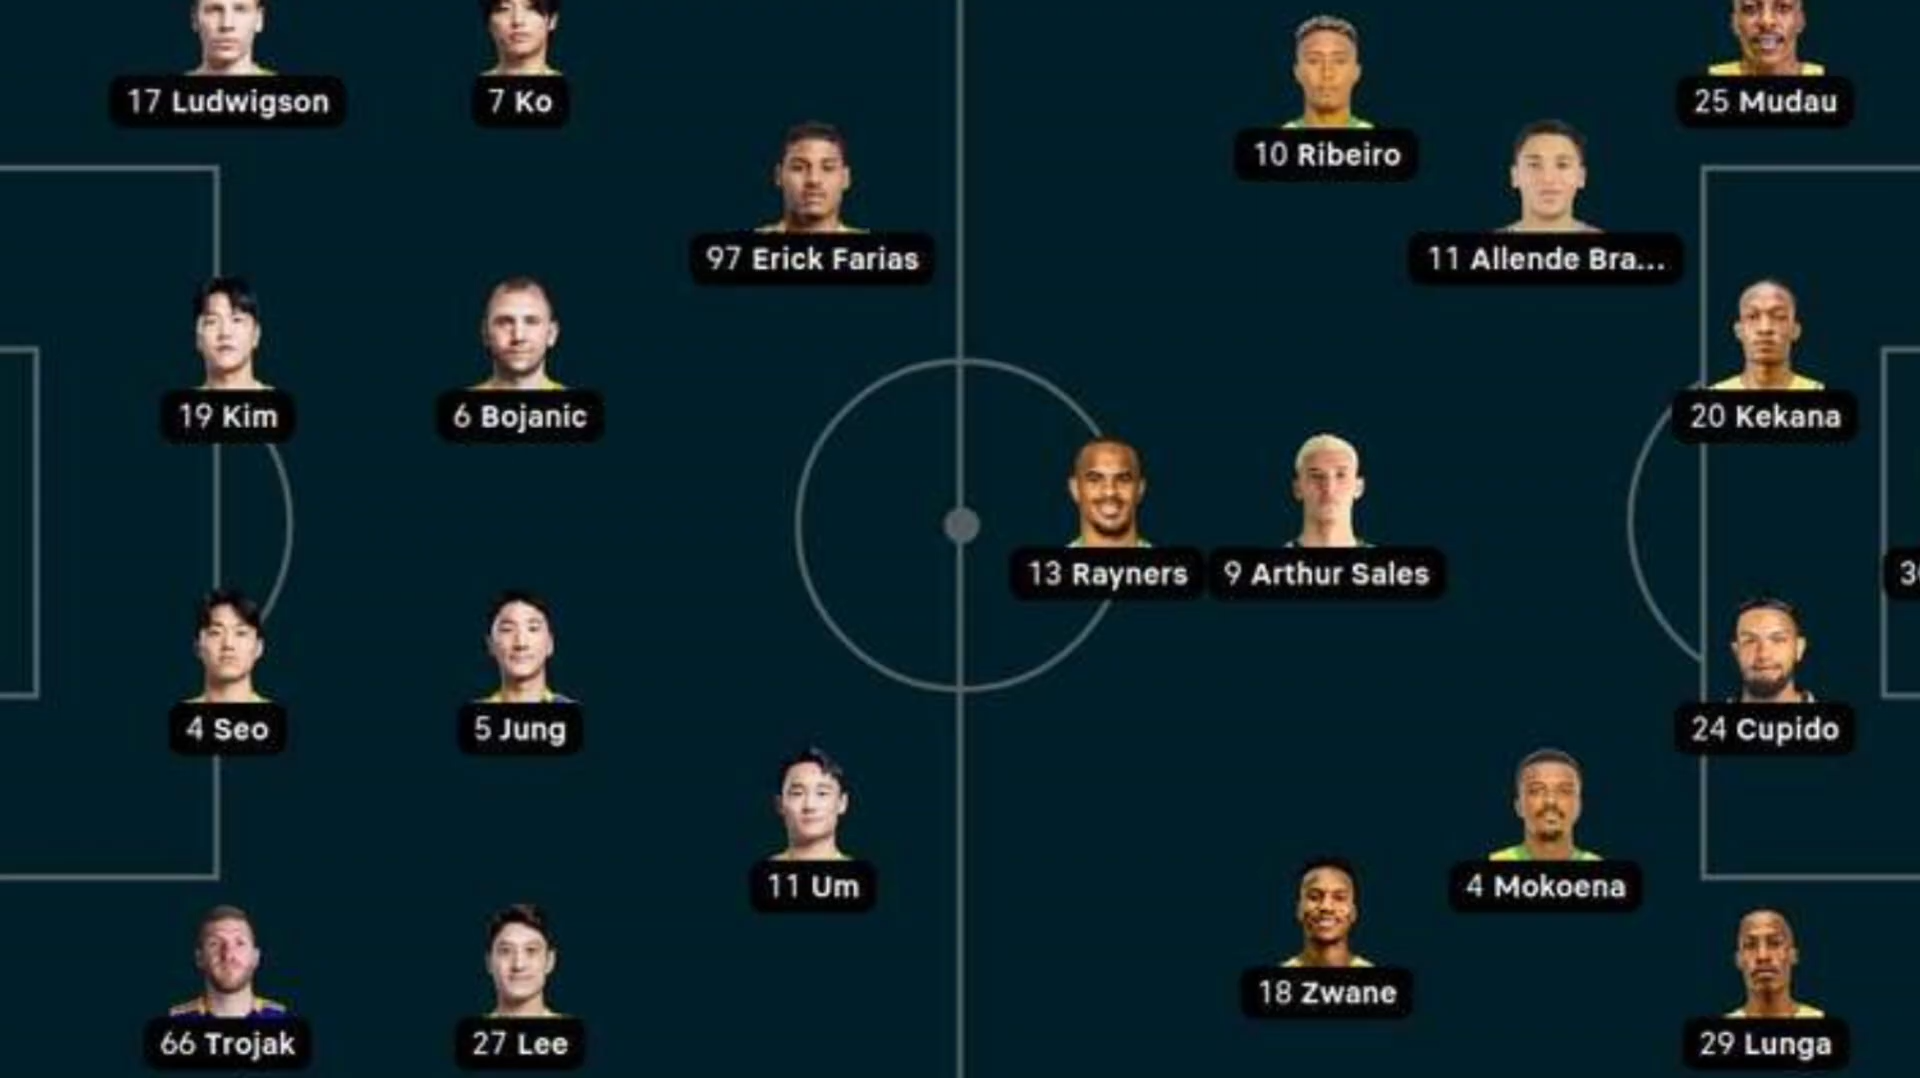 17 Ludwigson
7 Ko
25 Mudau
10 Ribeiro
97 Erick Farias
11 Allende Bra...
19 Kim
6 Bojanic
20 Kekana
13 Rayners
9 Arthur Sales
4 Seo
5 Jung
24 Cupido
11 Um
4 Mokoena
18 Zwane
66 Trojak
27 Lee
29 Lunga